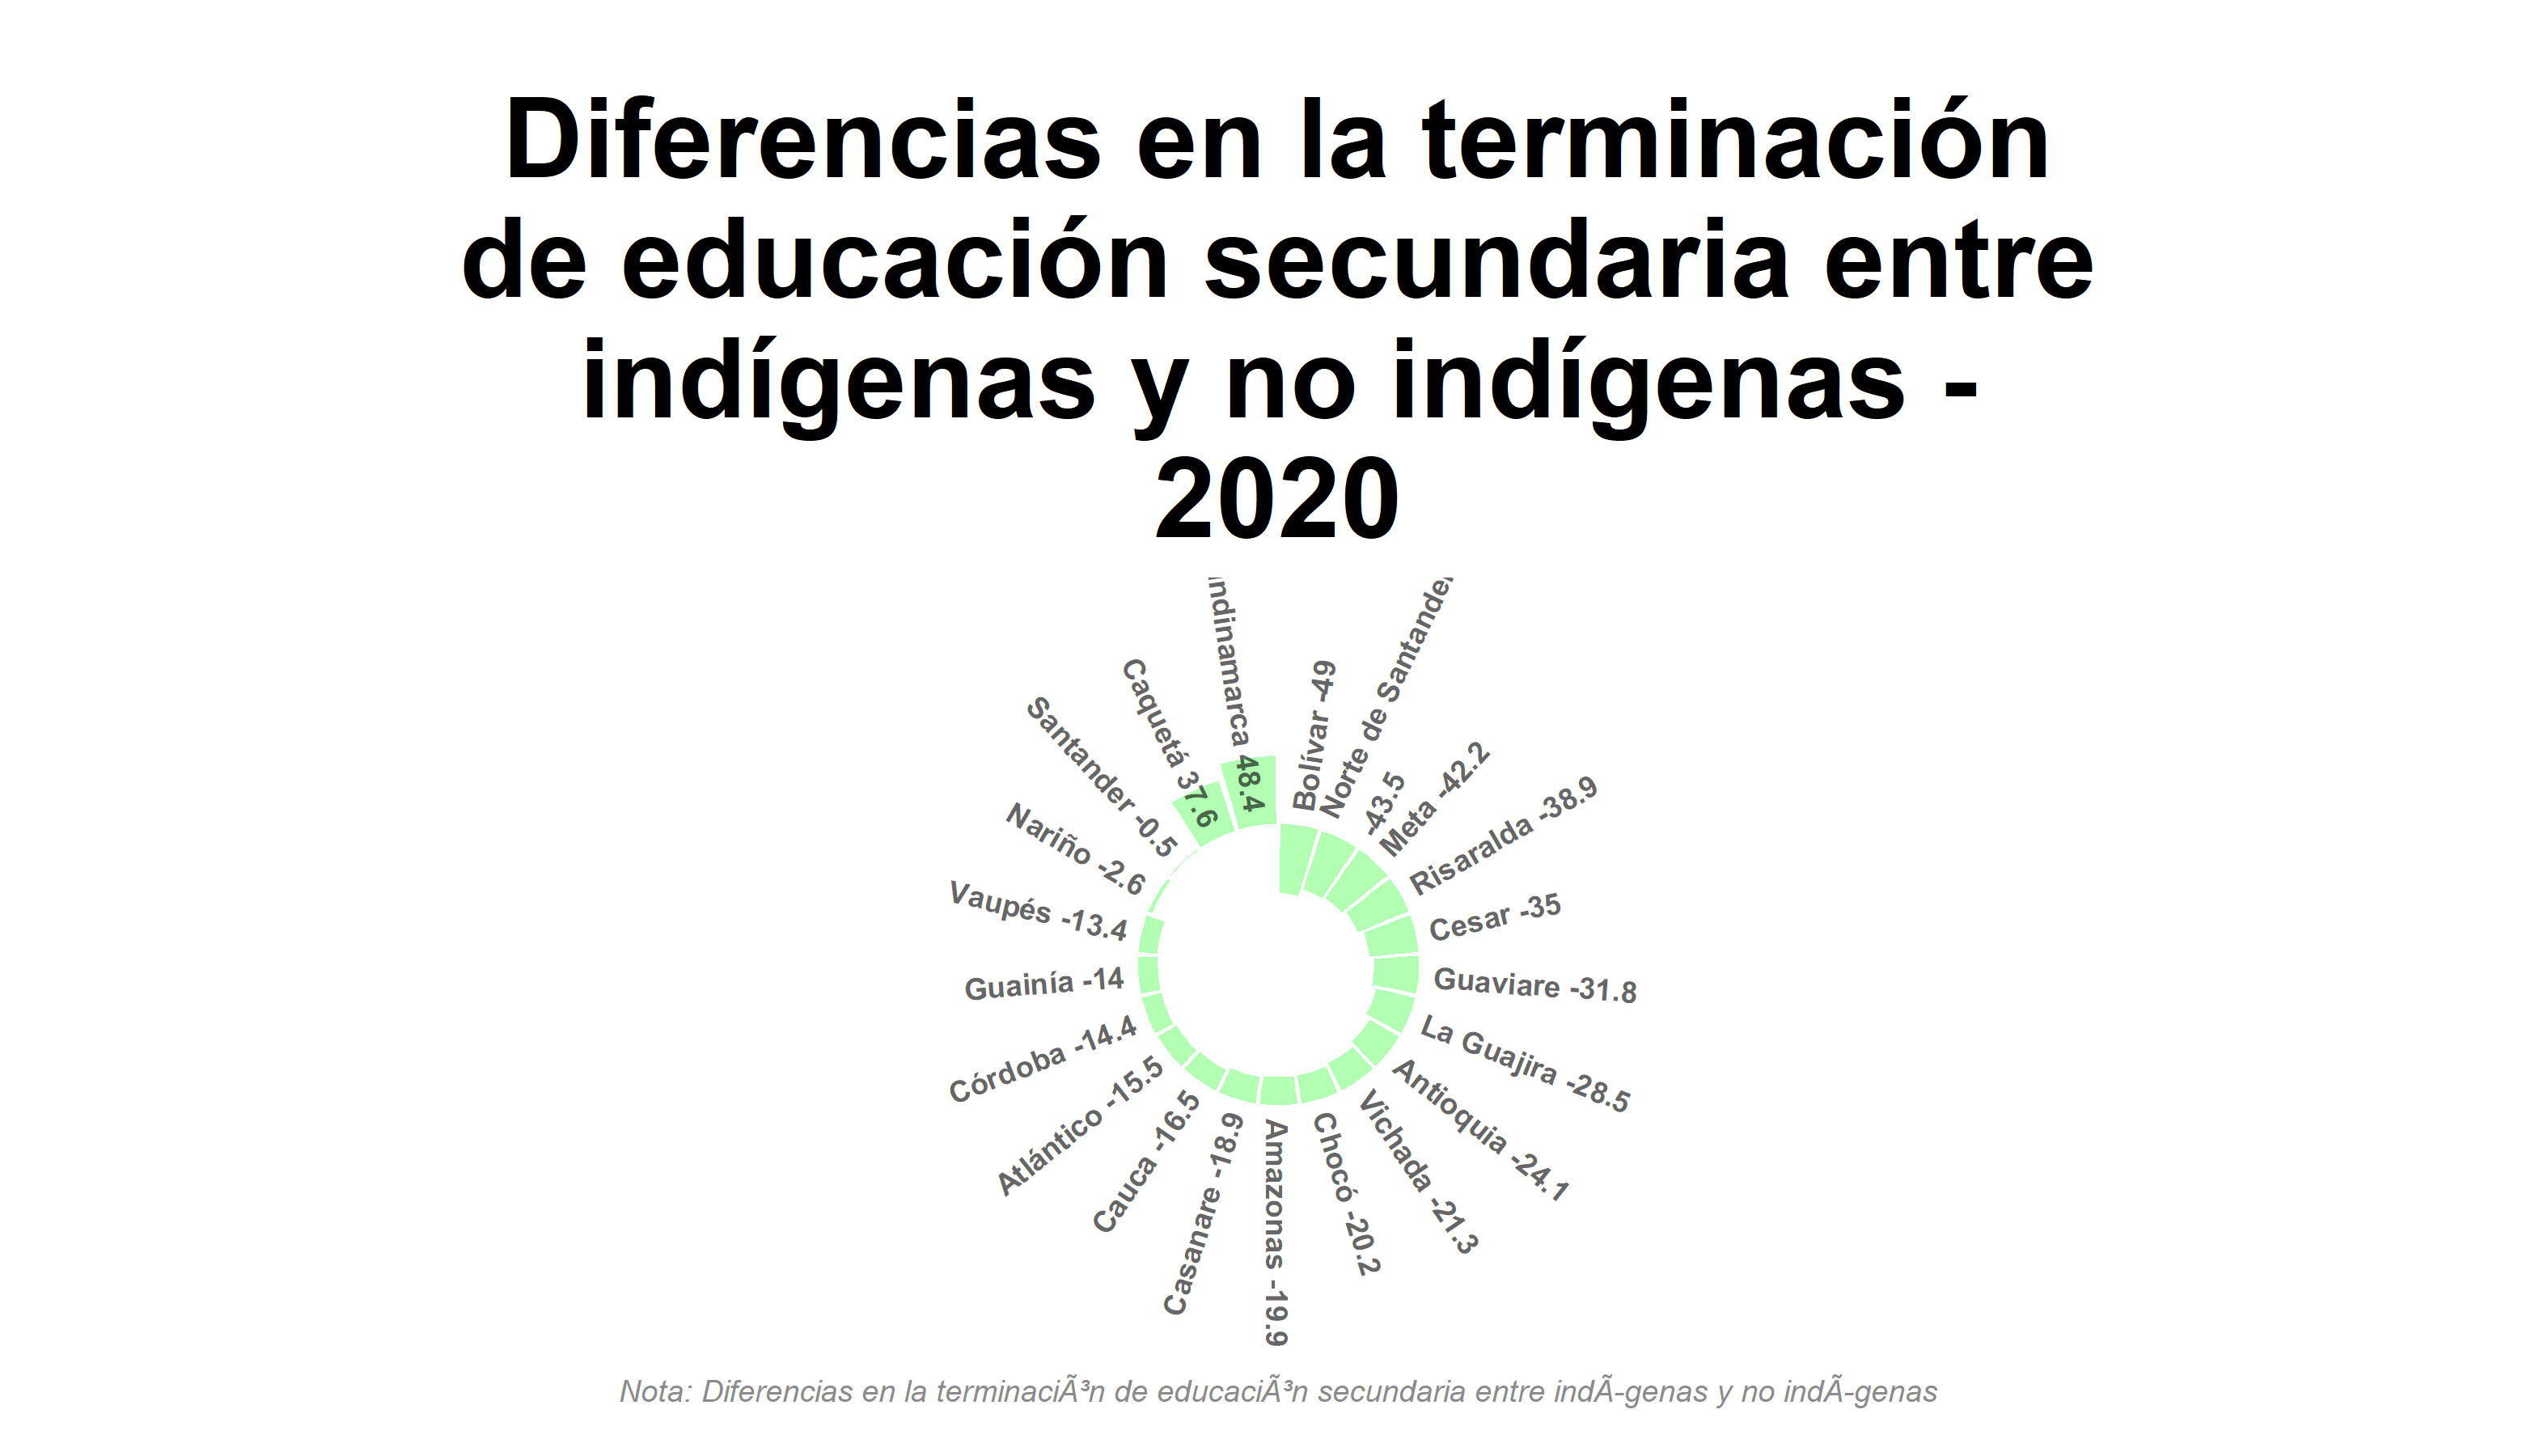 Diferencias en la terminación
de educación secundaria entre
indígenas y no indígenas -
2020
Bolívar -49
Norte de Santander
-43.5
Meta -42.2
Risaralda -38.9
Cesar -35
Guaviare -31.8
La Guajira -28.5
Antioquia -24.1
Vichada -21.3
Chocó -20.2
Amazonas -19.9
Casanare -18.9
Cauca -16.5
Atlántico -15.5
Córdoba -14.4
Guainía -14
Vaupés -13.4
Nariño -2.6
Santander -0.5
Caquetá 37.6
ndinamarca 48.4
Nota: Diferencias en la terminaciÃ³n de educaciÃ³n secundaria entre indÃ-genas y no indÃ-genas